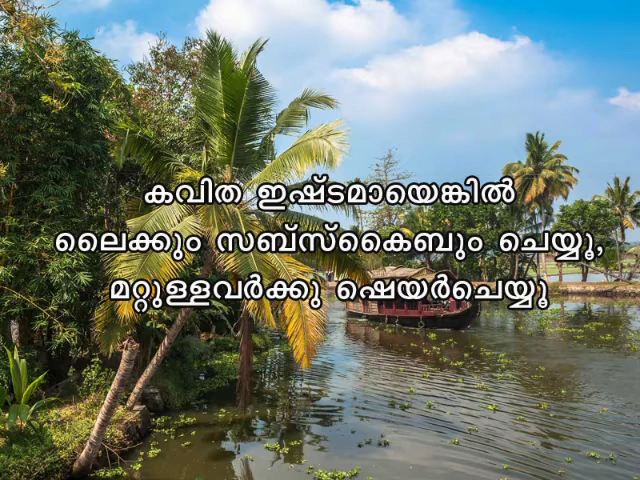 കവിത ഇഷ്ടമായെങ്കിൽ
ലൈക്കും സബ്സ്കൈബും ചെയ്യൂ,
മറ്റുള്ളവർക്കു ഷെയർചെയ്യൂ